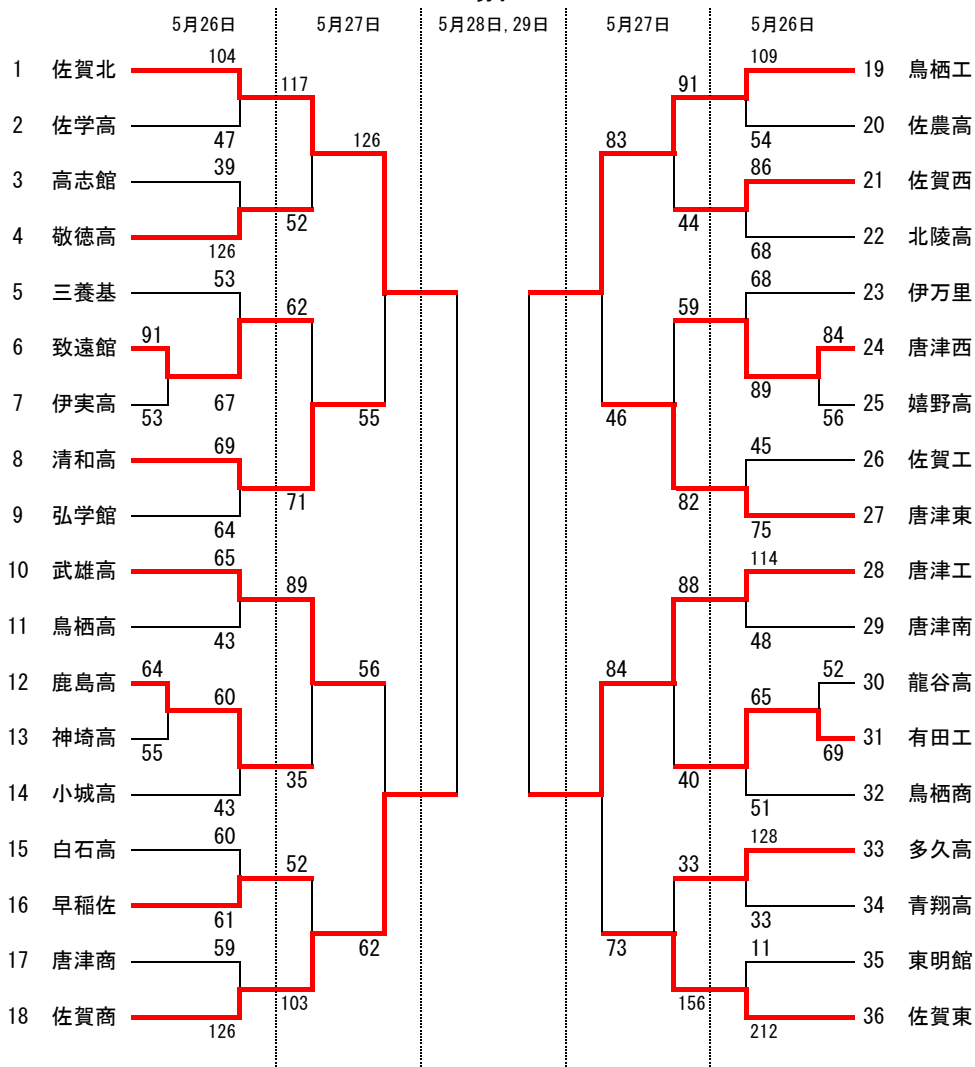 5月26日 5月27日 5月28日,29日 5月27日 5月26日
104 109
1 佐賀北 117 91 19 鳥栖工
2 佐学高 20 佐農高
47 126 83 54
39 86
3 高志館 21 佐賀西
4 敬徳高 52 44 22 北陵高
126 68
53 68
5 三養基 62 59 23 伊万里
6 致遠館 91 84 24 唐津西
7 伊実高 53 67 55 46 89 56 25 嬉野高
69 45
8 清和高 26 佐賀工
9 弘学館 71 82 27 唐津東
64 75
65 114
10 武雄高 89 88 28 唐津工
11 鳥栖高 29 唐津南
43 48
12 鹿島高 64 60 56 84 65 52 30 龍谷高
13 神埼高 55 69 31 有田工
14 小城高 35 40 32 鳥栖商
43 51
60 128
15 白石高 52 33 33 多久高
16 早稲佐 34 青翔高
61 33
59 62 73 11
17 唐津商 35 東明館
18 佐賀商 103 156 36 佐賀東
126 212